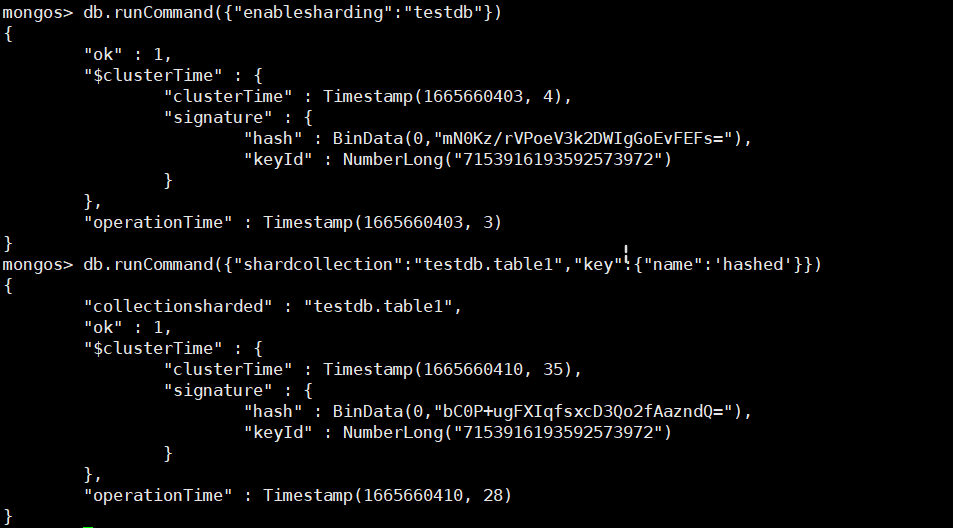 mongos> db.runCommand({"enablesharding":"testdb"})
{
        "ok" : 1,
        "$clusterTime" : {
                "clusterTime" : Timestamp(1665660403, 4),
                "signature" : {
                        "hash" : BinData(0,"mN0Kz/rVPoeV3k2DWIgGoEvFEFs="),
                        "keyId" : NumberLong("7153916193592573972")
                }
        },
        "operationTime" : Timestamp(1665660403, 3)
}
mongos> db.runCommand({"shardcollection":"testdb.table1","key":{"name":'hashed'}})
{
        "collectionsharded" : "testdb.table1",
        "ok" : 1,
        "$clusterTime" : {
                "clusterTime" : Timestamp(1665660410, 35),
                "signature" : {
                        "hash" : BinData(0,"bC0P+ugFXIqfsxcD3Qo2fAazndQ="),
                        "keyId" : NumberLong("7153916193592573972")
                }
        },
        "operationTime" : Timestamp(1665660410, 28)
}